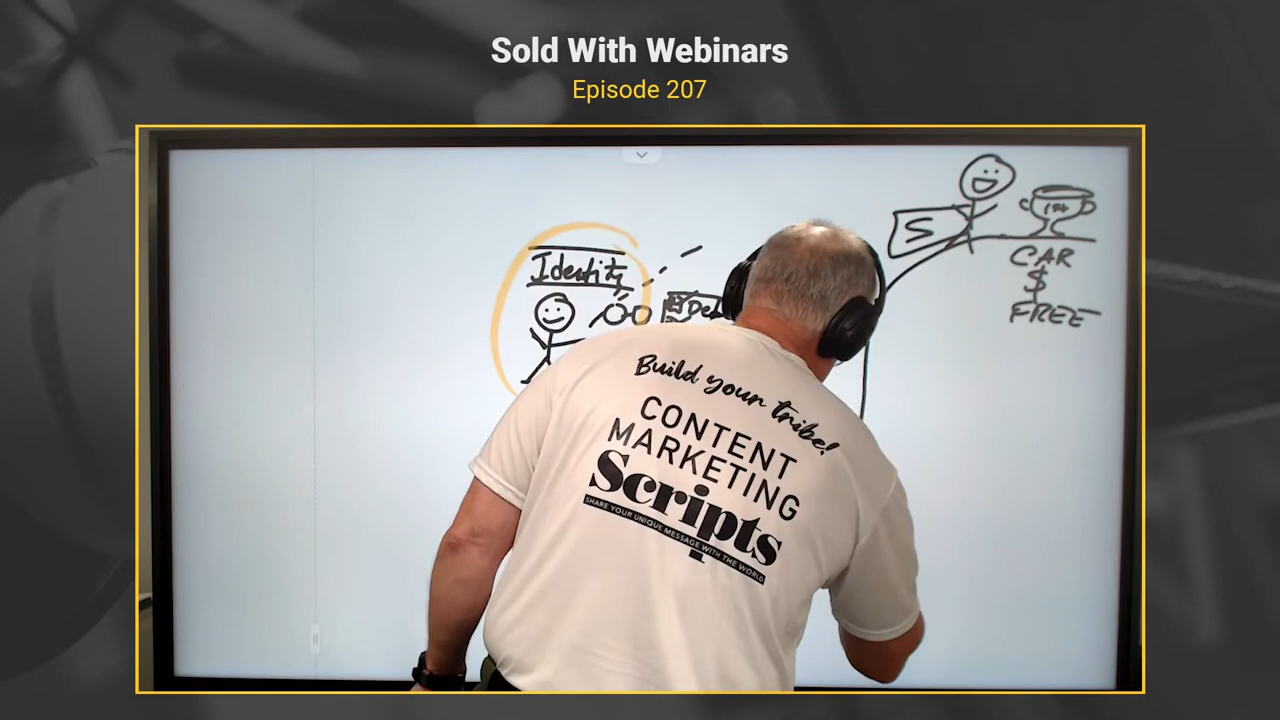 Sold With Webinars
Episode 207
Identity
S
CAR
$
FREE
Build your tribe!
CONTENT
MARKETING
Scripts
SHARE YOUR UNIQUE MESSAGE WITH THE WORLD